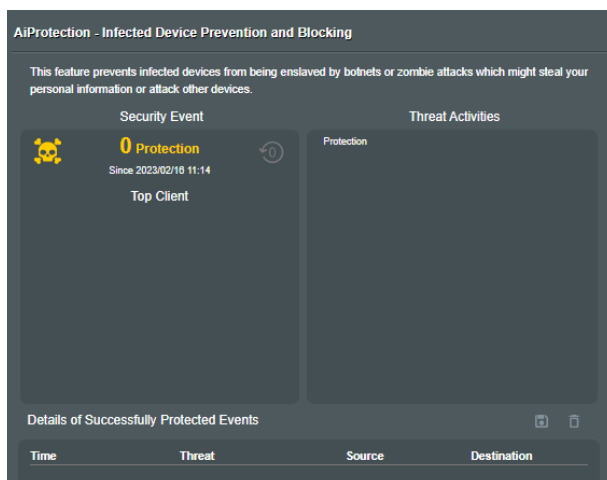 AiProtection - Infected Device Prevention and Blocking
This feature prevents infected devices from being enslaved by botnets or zombie attacks which might steal your
personal information or attack other devices.
Security Event
Threat Activities
0 Protection
Since 2023/02/16 11:14
0
Top Client
Protection
Details of Successfully Protected Events
Time Threat Source Destination